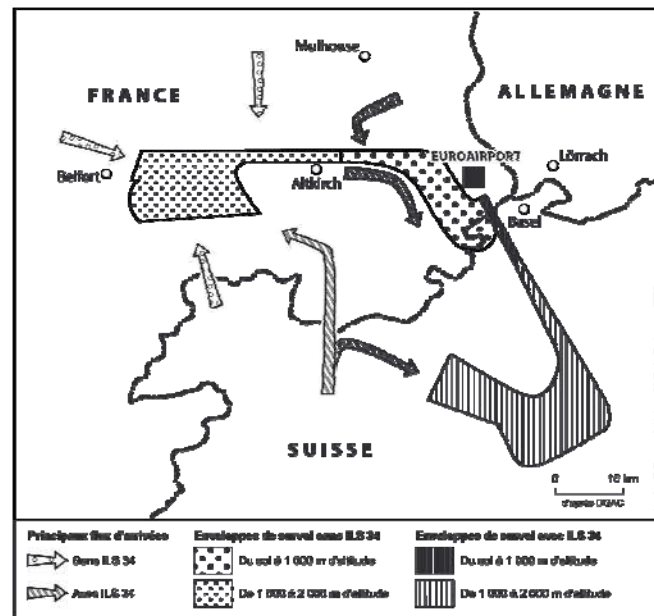 Mulhouse
FRANCE
ALLEMAGNE
EUROAIRPORT
Lörrach
Belfort
Altkirch
Basel
SUISSE
0 10 km
d'après DGAC
Principaux flux d'arrivées
Sans ILS 34
Avec ILS 34
Enveloppes de survol sans ILS 34
Du sol à 1 000 m d'altitude
De 1 000 à 2 000 m d'altitude
Enveloppes de survol avec ILS 34
Du sol à 1 000 m d'altitude
De 1 000 à 2 000 m d'altitude